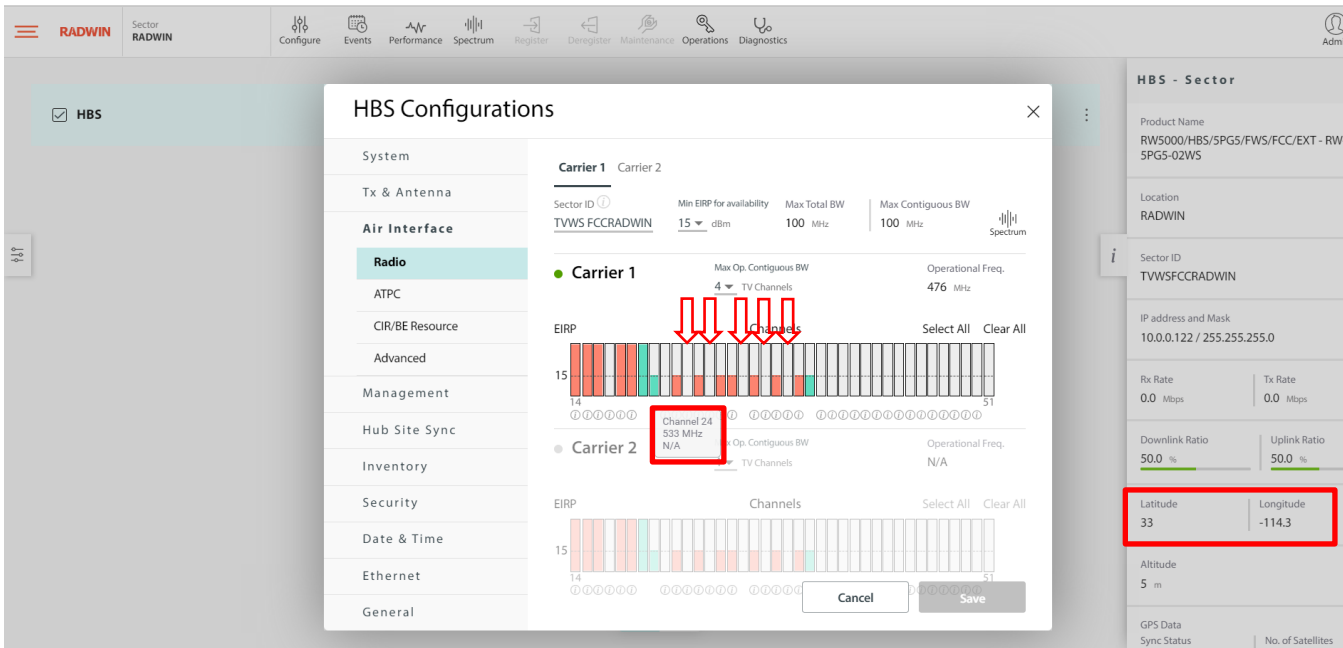 RADWIN
Sector
RADWIN
Configure
Events
Performance
Spectrum
Register
Deregister
Maintenance
Operations
Diagnostics
HBS
HBS Configurations
System
Tx & Antenna
Air Interface
Radio
ATPC
CIR/BE Resource
Advanced
Management
Hub Site Sync
Inventory
Security
Date & Time
Ethernet
General
Carrier 1 Carrier 2
Sector ID
TVWS FCCRADWIN
Min EIRP for availability
15 dBm
Max Total BW
100 MHz
Max Contiguous BW
100 MHz
Spectrum
Carrier 1
Max Op. Contiguous BW
4 TV Channels
Operational Freq.
476 MHz
EIRP
Channels
Select All Clear All
15
14
51
Channel 24
533 MHz
N/A
Carrier 2
Op. Contiguous BW
TV Channels
Operational Freq.
N/A
EIRP
Channels
Select All Clear All
15
14
51
Cancel
Save
HBS - Sector
Product Name
RW5000/HBS/5PG5/FWS/FCC/EXT - RW
5PG5-02WS
Location
RADWIN
Sector ID
TVWSFCCRADWIN
IP address and Mask
10.0.0.122 / 255.255.255.0
Rx Rate
0.0 Mbps
Tx Rate
0.0 Mbps
Downlink Ratio
50.0 %
Uplink Ratio
50.0 %
Latitude
33
Longitude
-114.3
Altitude
5 m
GPS Data
Sync Status
No. of Satellites